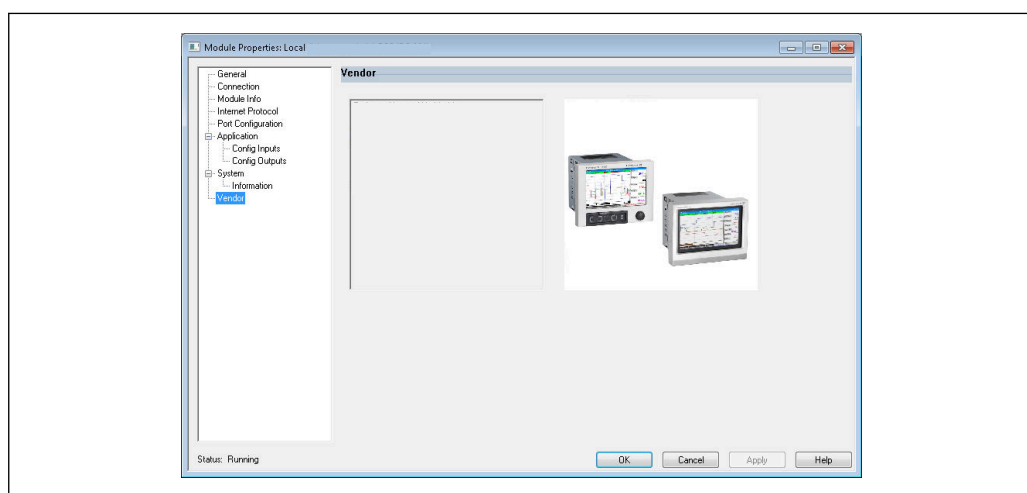 Module Properties: Local
General
Connection
Module Info
Internet Protocol
Port Configuration
Application
Config Inputs
Config Outputs
System
Information
Vendor
Vendor
Status: Running
OK
Cancel
Apply
Help